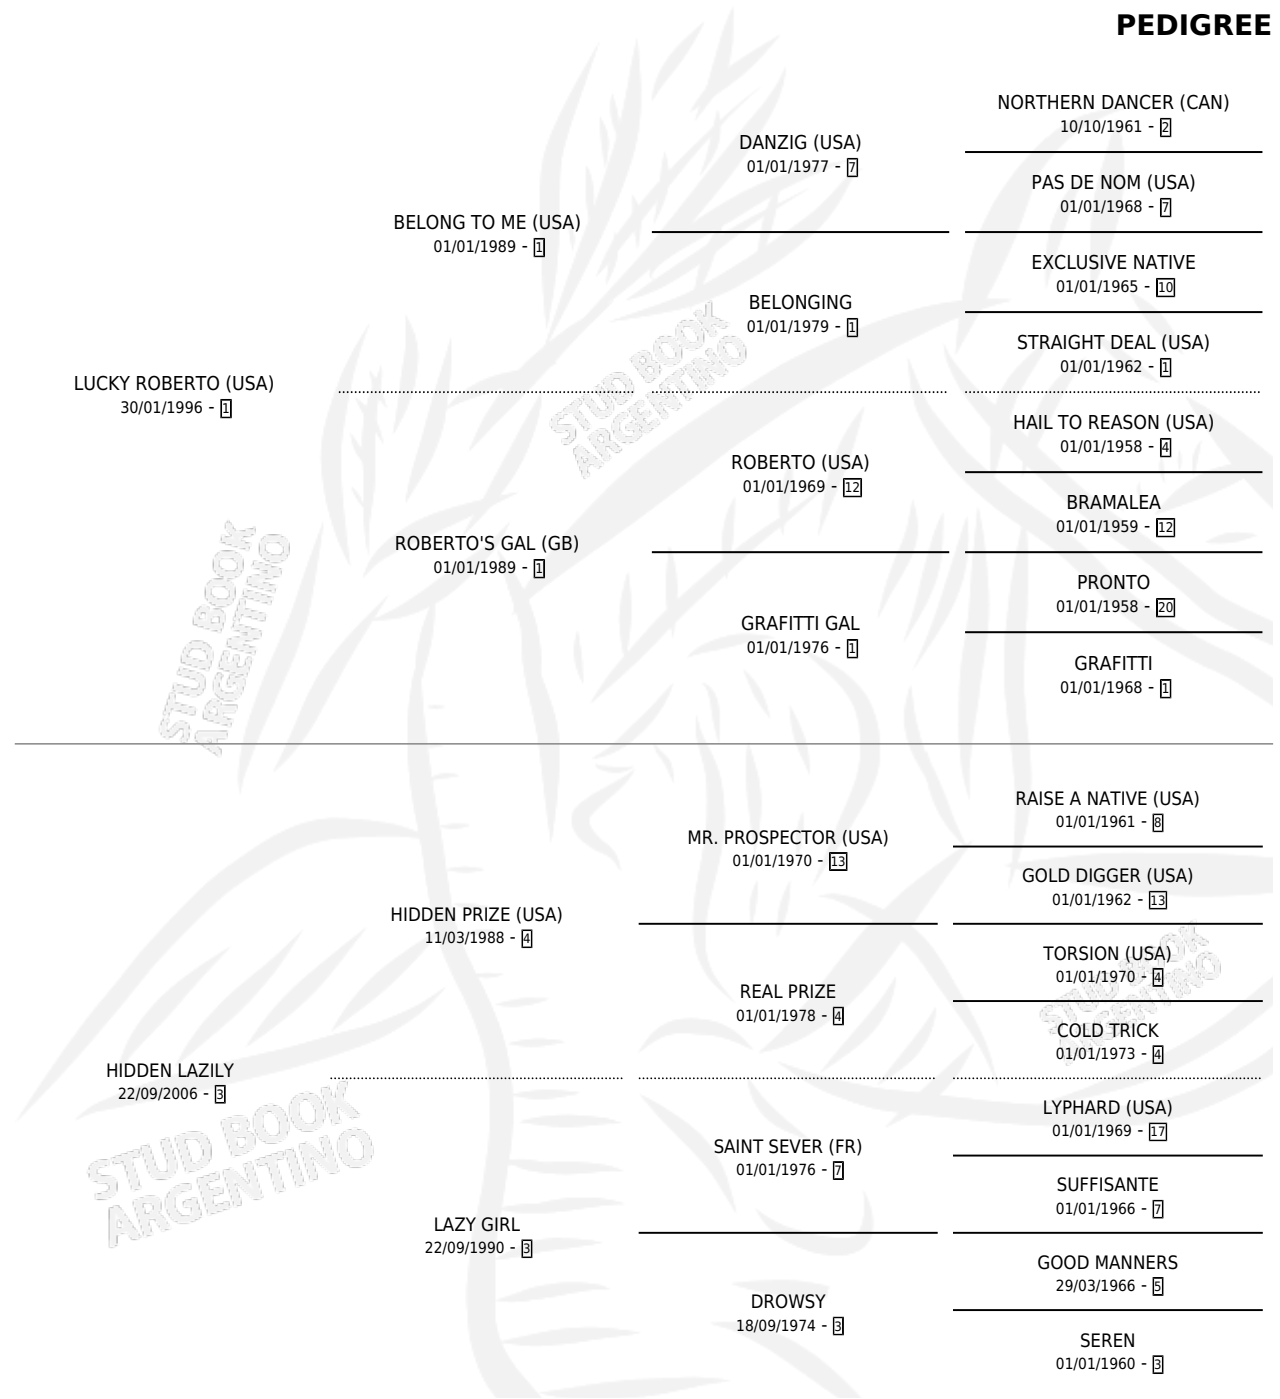 PEDIGREE
NORTHERN DANCER (CAN)
10/10/1961 - 2
DANZIG (USA)
01/01/1977 - 7
PAS DE NOM (USA)
01/01/1968 - 7
BELONG TO ME (USA)
01/01/1989 - 1
EXCLUSIVE NATIVE
01/01/1965 - 10
BELONGING
01/01/1979 - 1
STRAIGHT DEAL (USA)
01/01/1962 - 1
LUCKY ROBERTO (USA)
30/01/1996 - 1
HAIL TO REASON (USA)
01/01/1958 - 4
ROBERTO (USA)
01/01/1969 - 12
BRAMALEA
01/01/1959 - 12
ROBERTO'S GAL (GB)
01/01/1989 - 1
PRONTO
01/01/1958 - 20
GRAFITTI GAL
01/01/1976 - 1
GRAFITTI
01/01/1968 - 1
RAISE A NATIVE (USA)
01/01/1961 - 8
MR. PROSPECTOR (USA)
01/01/1970 - 13
GOLD DIGGER (USA)
01/01/1962 - 13
HIDDEN PRIZE (USA)
11/03/1988 - 4
TORSION (USA)
01/01/1970 - 4
REAL PRIZE
01/01/1978 - 4
COLD TRICK
01/01/1973 - 4
HIDDEN LAZILY
22/09/2006 - 3
LYPHARD (USA)
01/01/1969 - 17
SAINT SEVER (FR)
01/01/1976 - 7
SUFFISANTE
01/01/1966 - 7
LAZY GIRL
22/09/1990 - 3
GOOD MANNERS
29/03/1966 - 5
DROWSY
18/09/1974 - 3
SEREN
01/01/1960 - 3
STUD BOOK
ARGENTINO
STUD BOOK
ARGENTINO
STUD BOOK
ARGENTINO
STUD BOOK
ARGENTINO